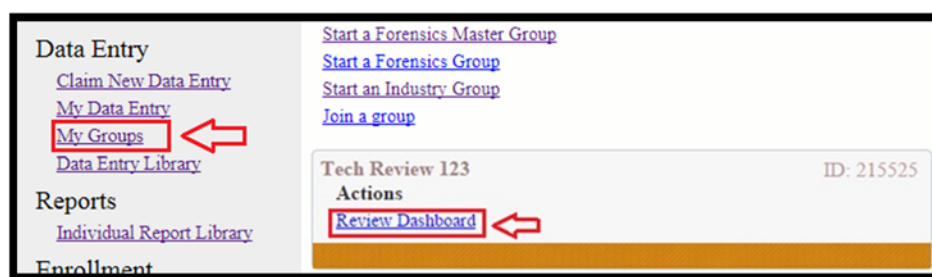 Data Entry
Claim New Data Entry
My Data Entry
My Groups
Data Entry Library
Reports
Individual Report Library
Enrollment
Start a Forensics Master Group
Start a Forensics Group
Start an Industry Group
Join a group
Tech Review 123 ID: 215525
Actions
Review Dashboard